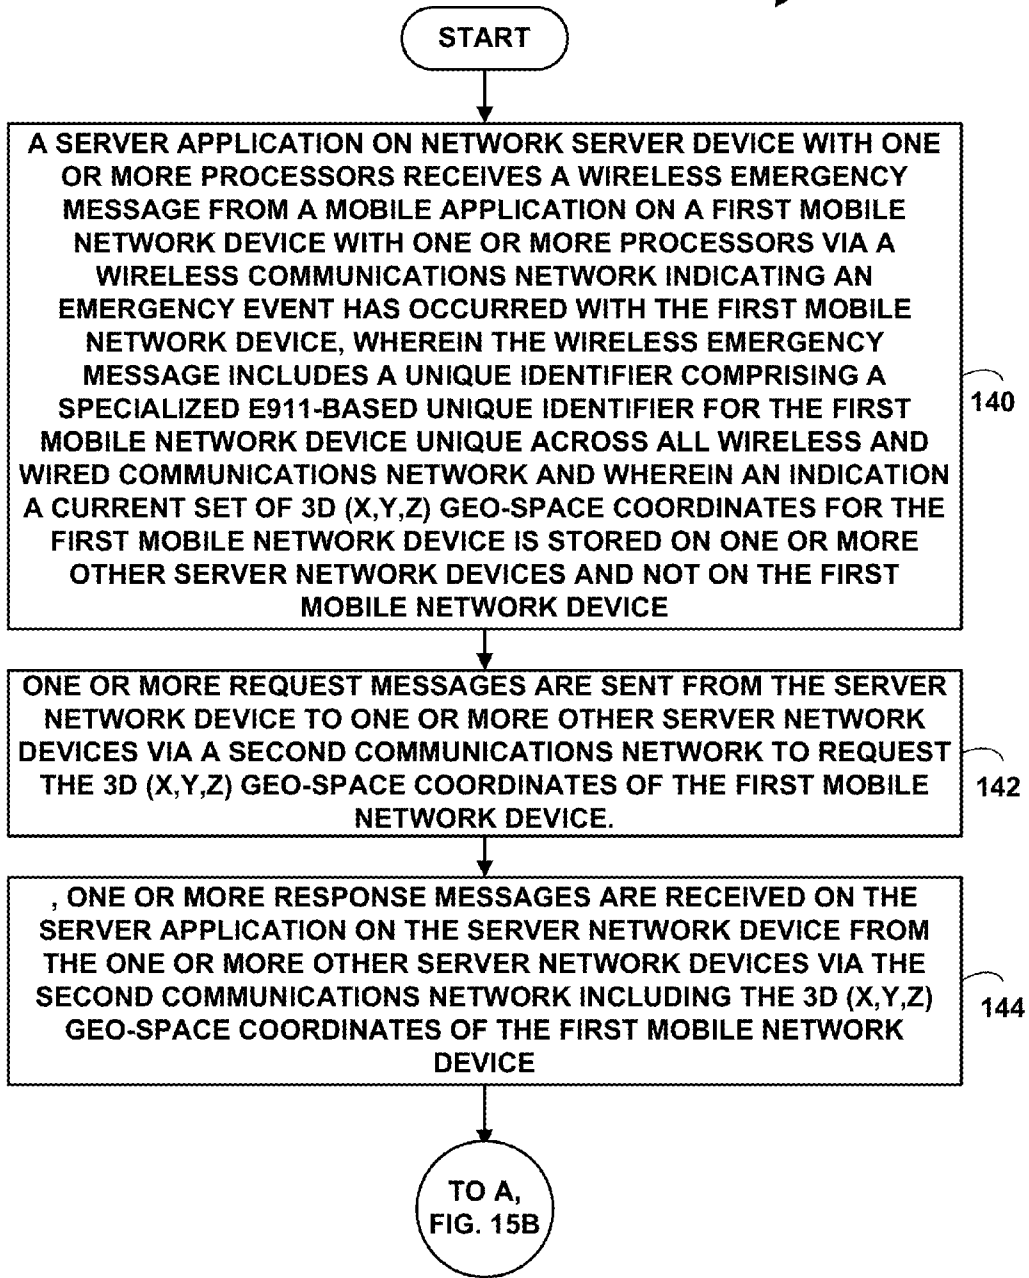 START
A SERVER APPLICATION ON NETWORK SERVER DEVICE WITH ONE
OR MORE PROCESSORS RECEIVES A WIRELESS EMERGENCY
MESSAGE FROM A MOBILE APPLICATION ON A FIRST MOBILE
NETWORK DEVICE WITH ONE OR MORE PROCESSORS VIA A
WIRELESS COMMUNICATIONS NETWORK INDICATING AN
EMERGENCY EVENT HAS OCCURRED WITH THE FIRST MOBILE
NETWORK DEVICE, WHEREIN THE WIRELESS EMERGENCY
MESSAGE INCLUDES A UNIQUE IDENTIFIER COMPRISING A
SPECIALIZED E911-BASED UNIQUE IDENTIFIER FOR THE FIRST
MOBILE NETWORK DEVICE UNIQUE ACROSS ALL WIRELESS AND
WIRED COMMUNICATIONS NETWORK AND WHEREIN AN INDICATION
A CURRENT SET OF 3D (X,Y,Z) GEO-SPACE COORDINATES FOR THE
FIRST MOBILE NETWORK DEVICE IS STORED ON ONE OR MORE
OTHER SERVER NETWORK DEVICES AND NOT ON THE FIRST
MOBILE NETWORK DEVICE
140
ONE OR MORE REQUEST MESSAGES ARE SENT FROM THE SERVER
NETWORK DEVICE TO ONE OR MORE OTHER SERVER NETWORK
DEVICES VIA A SECOND COMMUNICATIONS NETWORK TO REQUEST
THE 3D (X,Y,Z) GEO-SPACE COORDINATES OF THE FIRST MOBILE
NETWORK DEVICE.
142
, ONE OR MORE RESPONSE MESSAGES ARE RECEIVED ON THE
SERVER APPLICATION ON THE SERVER NETWORK DEVICE FROM
THE ONE OR MORE OTHER SERVER NETWORK DEVICES VIA THE
SECOND COMMUNICATIONS NETWORK INCLUDING THE 3D (X,Y,Z)
GEO-SPACE COORDINATES OF THE FIRST MOBILE NETWORK
DEVICE
144
TO A,
FIG. 15B